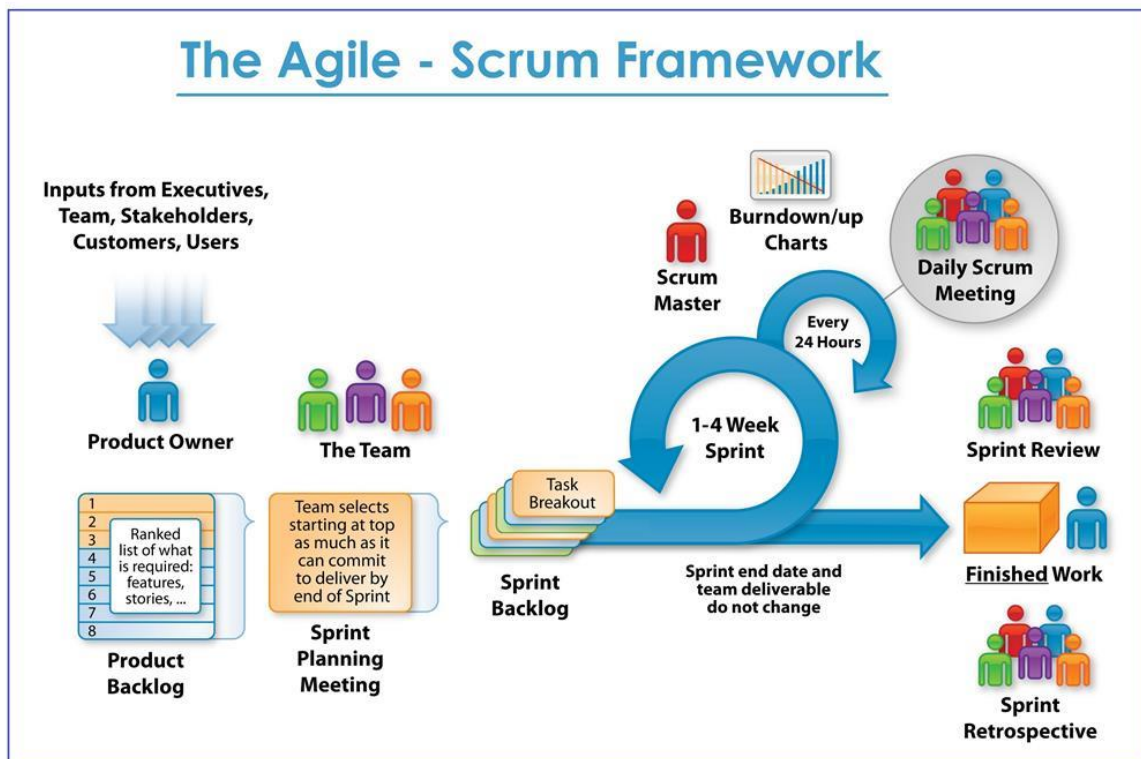 The Agile - Scrum Framework
Inputs from Executives,
Team, Stakeholders,
Customers, Users
Product Owner
The Team
1
2
3
4
5
6
7
8
Ranked
list of what
is required:
features,
stories, ...
Product
Backlog
Team selects
starting at top
as much as it
can commit
to deliver by
end of Sprint
Sprint
Planning
Meeting
Task
Breakout
Sprint
Backlog
Scrum
Master
Burndown/up
Charts
Every
24 Hours
Daily Scrum
Meeting
1-4 Week
Sprint
Sprint end date and
team deliverable
do not change
Sprint Review
Finished Work
Sprint
Retrospective